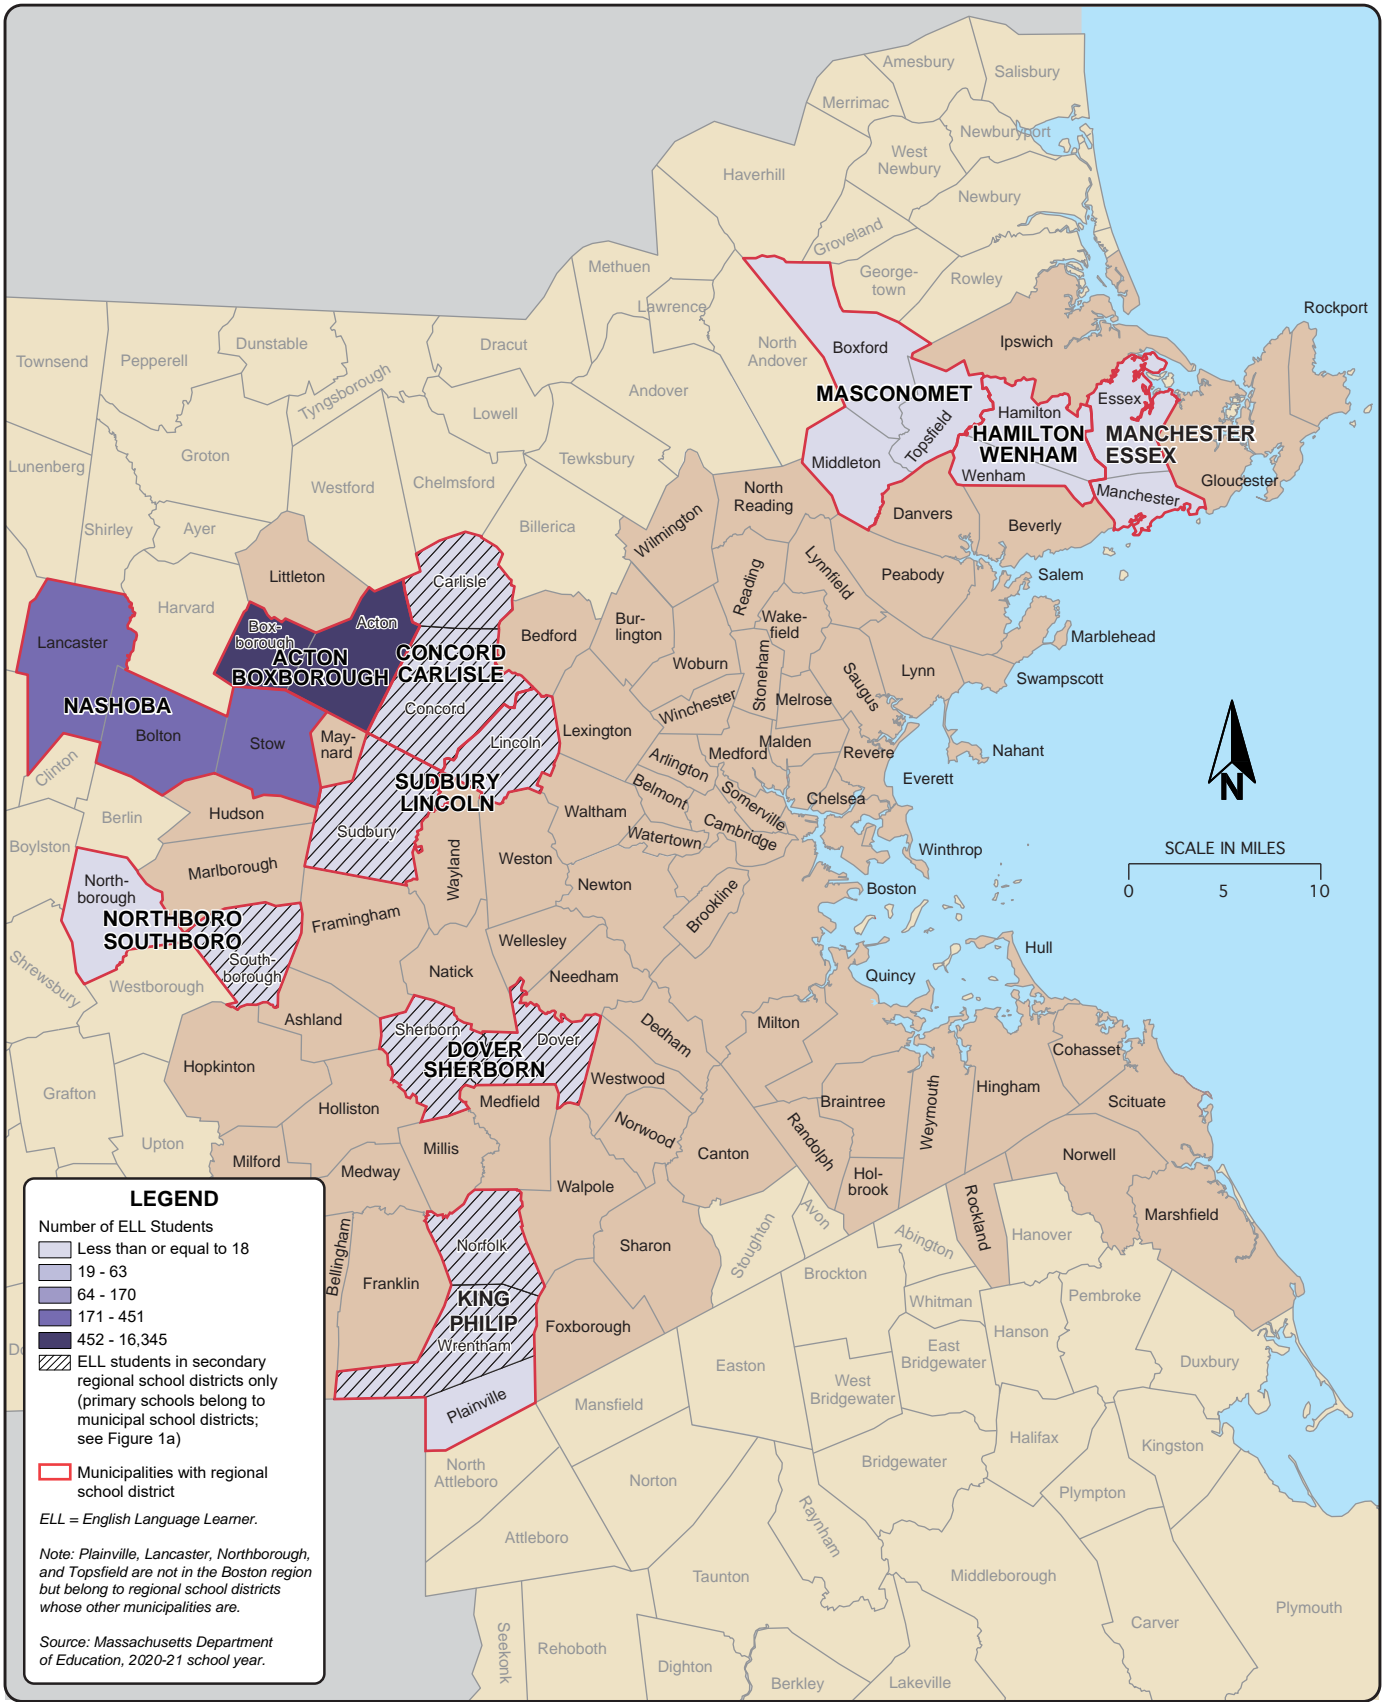 Amesbury
Salisbury
Merrimac
Newburyport
West
Newbury
Haverhill
Newbury
Groveland
George-
town
Rowley
Methuen
Lawrence
Rockport
Townsend
Pepperell
Dunstable
Dracut
North
Andover
Boxford
Ipswich
Tyngsborough
Andover
MASCONOMET
Lowell
Hamilton
Essex
Topsfield
HAMILTON
WENHAM
MANCHESTER
ESSEX
Lunenberg
Groton
Westford
Chelmsford
Tewksbury
Middleton
Wenham
Manchester
Gloucester
North
Reading
Danvers
Beverly
Shirley
Ayer
Billerica
Wilmington
Littleton
Carlisle
Reading
Lynnfield
Peabody
Salem
Harvard
Box-
borough
Acton
Bedford
Bur-
lington
Wake-
field
Marblehead
Lancaster
ACTON
BOXBOROUGH
CONCORD
CARLISLE
Woburn
Stoneham
Saugus
Lynn
Swampscott
NASHOBA
Concord
Winchester
Melrose
Bolton
Stow
May-
nard
Lincoln
Lexington
Arlington
Medford
Malden
Revere
Nahant
Clinton
SUDBURY
LINCOLN
Belmont
Somerville
Everett
Chelsea
N
Berlin
Hudson
Sudbury
Waltham
Watertown
Cambridge
Boylston
Marlborough
Wayland
Weston
Winthrop
SCALE IN MILES
0 5 10
North-
borough
Newton
Brookline
Boston
NORTHBORO
SOUTHBORO
Framingham
Wellesley
Hull
Shrewsbury
South-
borough
Westborough
Natick
Needham
Quincy
Ashland
Sherborn
Dover
Dedham
Milton
DOVER
SHERBORN
Cohasset
Hopkinton
Westwood
Grafton
Holliston
Medfield
Norwood
Braintree
Weymouth
Hingham
Scituate
Upton
Milford
Medway
Millis
Canton
Randolph
Hol-
brook
Norwell
Walpole
Rockland
Marshfield
Norfolk
Sharon
Stoughton
Avon
Abington
Hanover
Bellingham
Franklin
KING
PHILIP
Wrentham
Brockton
Whitman
Pembroke
Foxborough
Hanson
East
Bridgewater
Duxbury
Do
Plainville
Mansfield
Easton
West
Bridgewater
North
Attleboro
Norton
Bridgewater
Halifax
Kingston
Plympton
Attleboro
Raynham
Taunton
Middleborough
Carver
Plymouth
Seekonk
Rehoboth
Dighton
Berkley
Lakeville
LEGEND
Number of ELL Students
Less than or equal to 18
19 - 63
64 - 170
171 - 451
452 - 16,345
ELL students in secondary
regional school districts only
(primary schools belong to
municipal school districts;
see Figure 1a)
Municipalities with regional
school district
ELL = English Language Learner.
Note: Plainville, Lancaster, Northborough,
and Topsfield are not in the Boston region
but belong to regional school districts
whose other municipalities are.
Source: Massachusetts Department
of Education, 2020-21 school year.